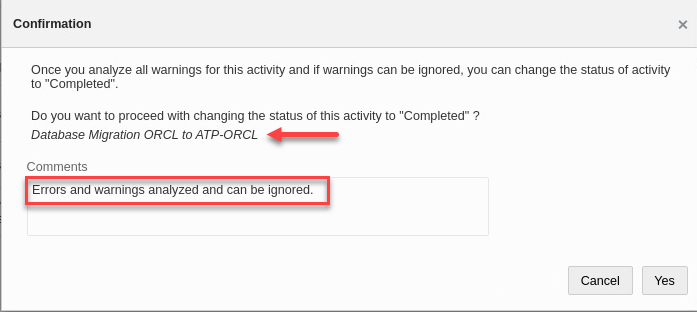 Confirmation
×
Once you analyze all warnings for this activity and if warnings can be ignored, you can change the status of activity
to "Completed".
Do you want to proceed with changing the status of this activity to "Completed" ?
Database Migration ORCL to ATP-ORCL
Comments
Errors and warnings analyzed and can be ignored.
Cancel
Yes